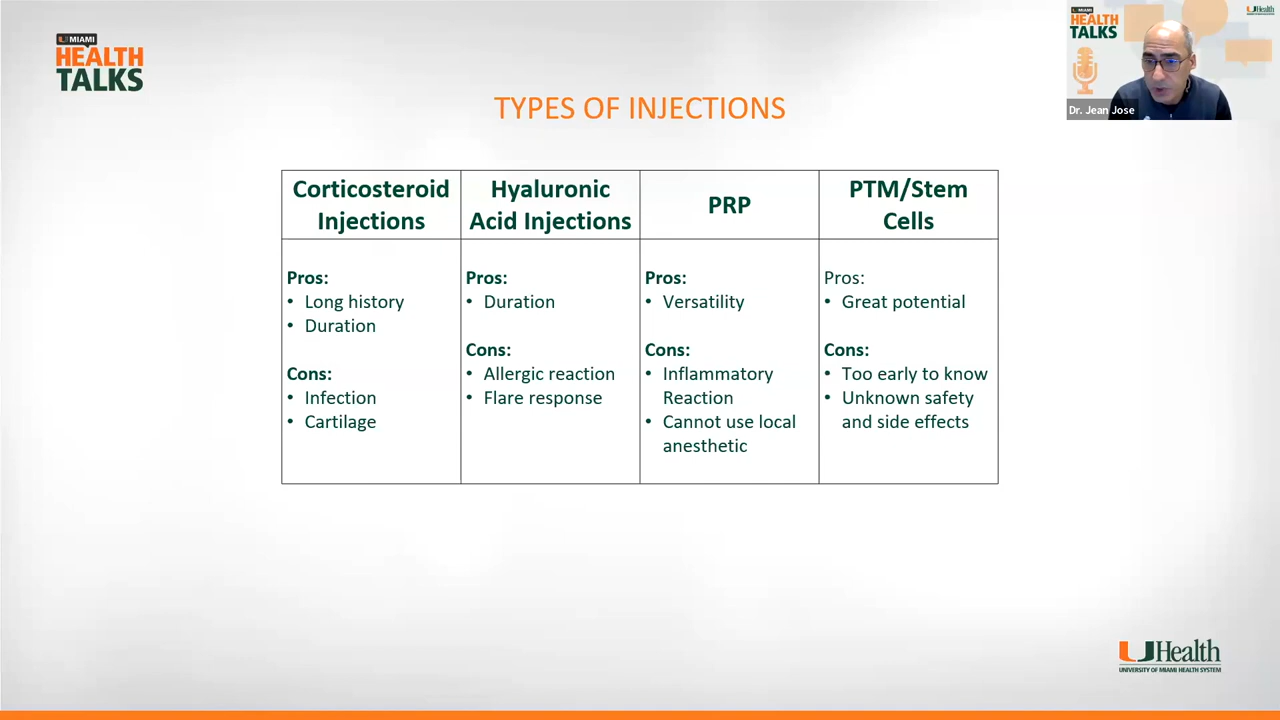 U MIAMI
HEALTH
TALKS
TYPES OF INJECTIONS
Corticosteroid
Injections
Hyaluronic
Acid Injections
PRP
PTM/Stem
Cells
Pros:
• Long history
• Duration
Cons:
• Infection
• Cartilage
Pros:
• Duration
Cons:
• Allergic reaction
• Flare response
Pros:
• Versatility
Cons:
• Inflammatory
Reaction
• Cannot use local
anesthetic
Pros:
• Great potential
Cons:
• Too early to know
• Unknown safety
and side effects
U MIAMI
HEALTH
TALKS
UHealth
Dr. Jean Jose
UHealth
UNIVERSITY OF MIAMI HEALTH SYSTEM